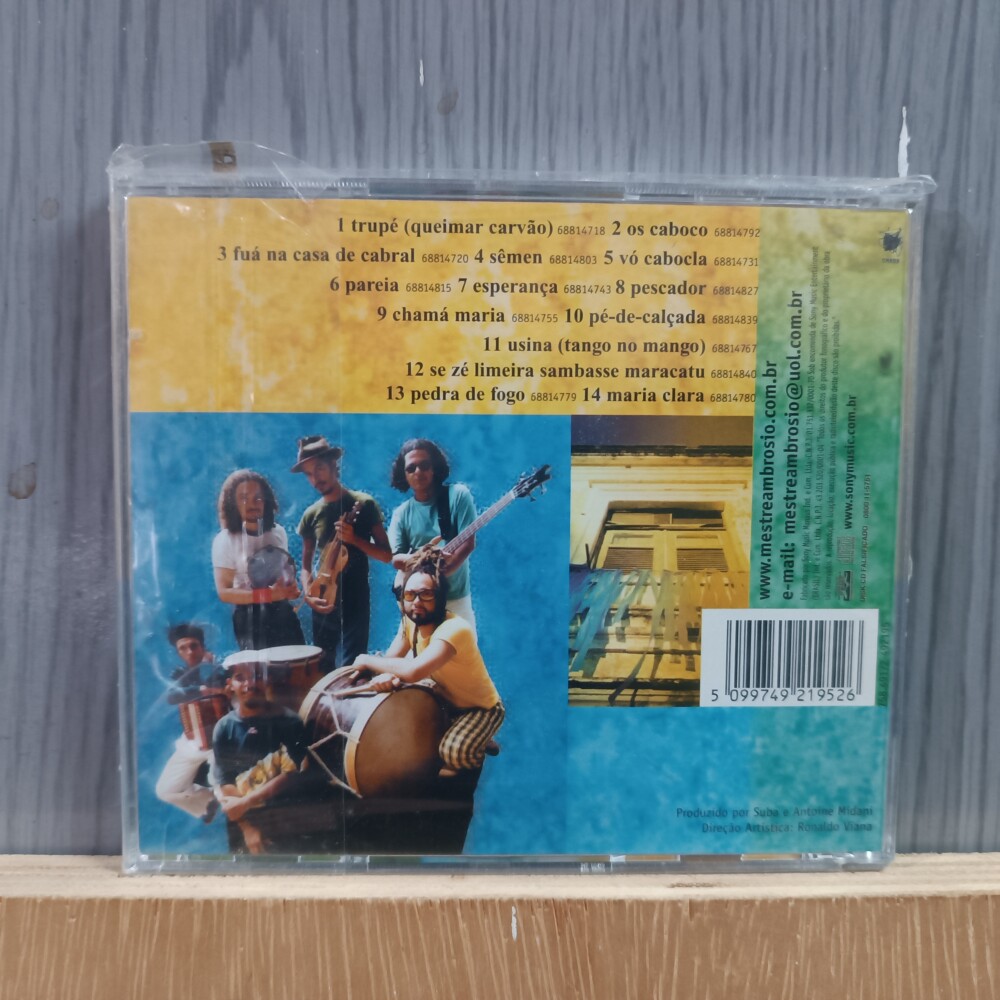 1 trupé (queimar carvão) 68814718 2 os caboco 68814792
3 fuá na casa de cabral 68814720 4 sêmen 68814803 5 vó cabocla 68814731
6 pareia 68814815 7 esperança 68814743 8 pescador 68814827
9 chamá maria 68814755 10 pé-de-calçada 68814839
11 usina (tango no mango) 68814767
12 se zé limeira sambasse maracatu 68814840
13 pedra de fogo 68814779 14 maria clara 68814780
www.mestreambrosio.com.br
e-mail: mestreambrosio@uol.com.br
www.sonymusic.com.br
5 099749 219526
Produzido por Suba e Antoine Midani
Direção Artística: Ronaldo Viana